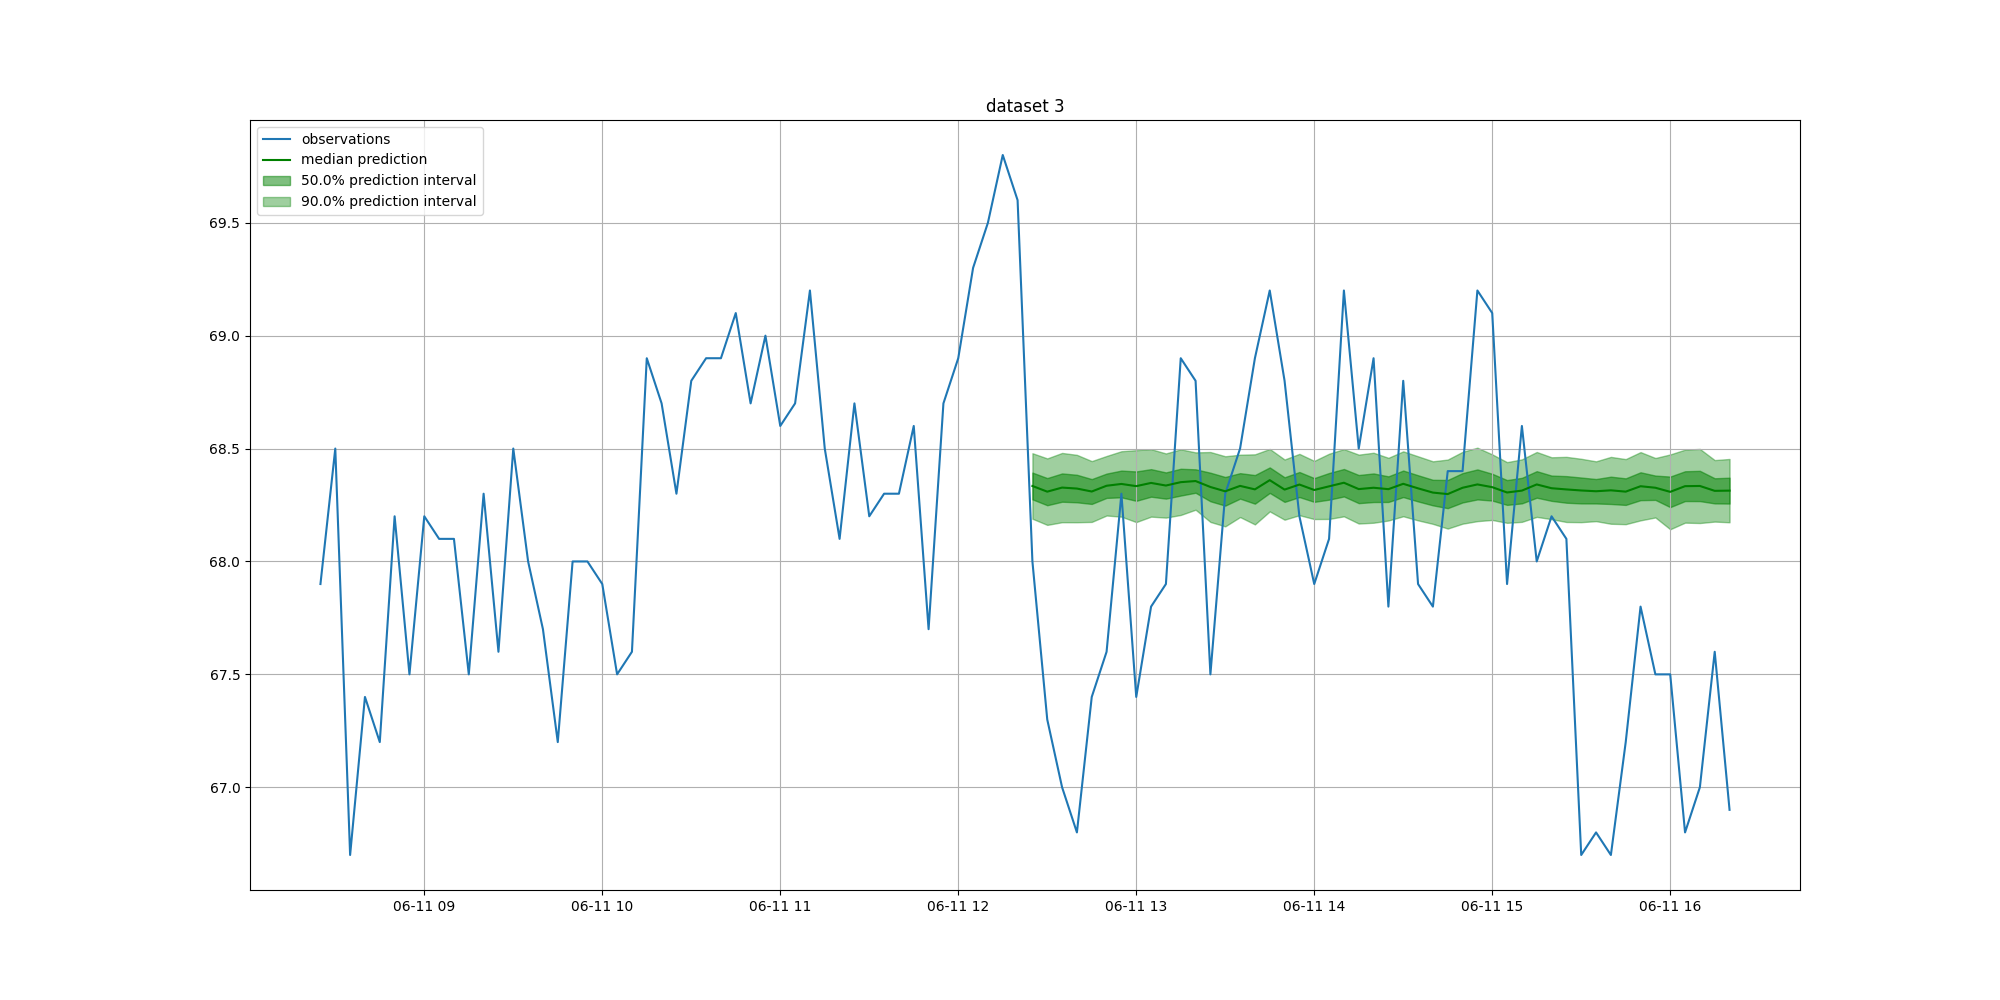 dataset 3
observations
median prediction
50.0% prediction interval
90.0% prediction interval
69.5
69.0
68.5
68.0
67.5
67.0
06-11 09 06-11 10 06-11 11 06-11 12 06-11 13 06-11 14 06-11 15 06-11 16